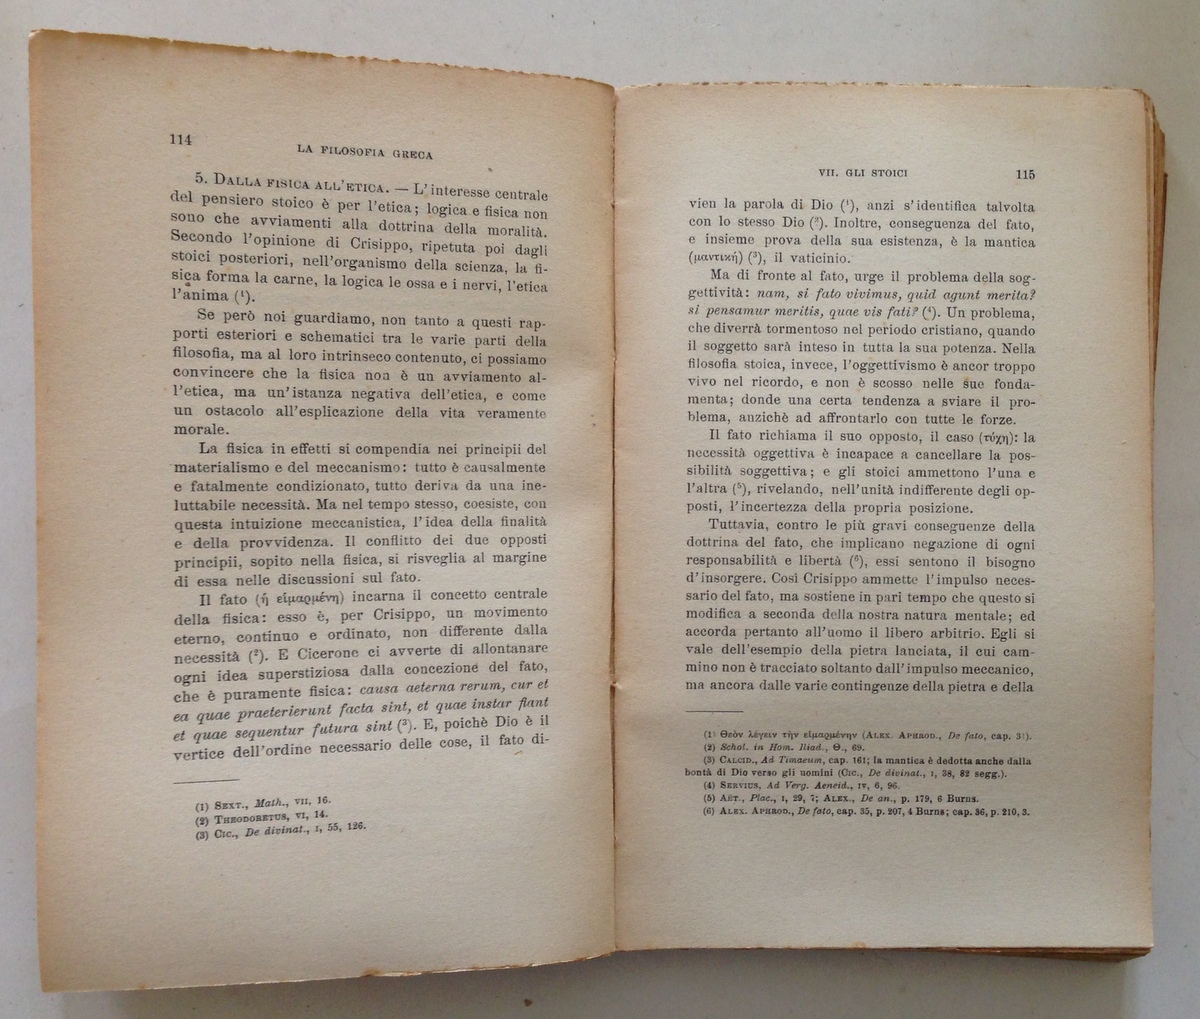 114
LA FILOSOFIA GRECA
5. DALLA FISICA ALL'ETICA. — L'interesse centrale
del pensiero stoico è per l'etica; logica e fisica non
sono che avviamenti alla dottrina della moralità.
Secondo l'opinione di Crisippo, ripetuta poi dagli
stoici posteriori, nell'organismo della scienza, la fi-
sica forma la carne, la logica le ossa e i nervi, l'etica
l'anima (¹).
Se però noi guardiamo, non tanto a questi rap-
porti esteriori e schematici tra le varie parti della
filosofia, ma al loro intrinseco contenuto, ci possiamo
convincere che la fisica non è un avviamento al-
l'etica, ma un'istanza negativa dell'etica, e come
un ostacolo all'esplicazione della vita veramente
morale.
La fisica in effetti si compendia nei principii del
materialismo e del meccanismo: tutto è causalmente
e fatalmente condizionato, tutto deriva da una ine-
luttabile necessità. Ma nel tempo stesso, coesiste, con
questa intuizione meccanistica, l'idea della finalità
e della provvidenza. Il conflitto dei due opposti
principii, sopito nella fisica, si risveglia al margine
di essa nelle discussioni sul fato.
Il fato (ἡ εἱμαρμένη) incarna il concetto centrale
della fisica: esso è, per Crisippo, un movimento
eterno, continuo e ordinato, non differente dalla
necessità (²). E Cicerone ci avverte di allontanare
ogni idea superstiziosa dalla concezione del fato,
che è puramente fisica: causa aeterna rerum, cur et
ea quae praeterierunt facta sint, et quae instar fiant
et quae sequentur futura sint (³). E, poichè Dio è il
vertice dell'ordine necessario delle cose, il fato di-
(1) SEXT., Math., VII, 16.
(2) THEODORETUS, VI, 14.
(3) CIC., De divinat., I, 55, 126.
VII. GLI STOICI
115
vien la parola di Dio (¹), anzi s'identifica talvolta
con lo stesso Dio (²). Inoltre, conseguenza del fato,
e insieme prova della sua esistenza, è la mantica
(μαντική) (³), il vaticinio.
Ma di fronte al fato, urge il problema della sog-
gettività: nam, si fato vivimus, quid agunt merita?
si pensamur meritis, quae vis fati? (⁴). Un problema,
che diverrà tormentoso nel periodo cristiano, quando
il soggetto sarà inteso in tutta la sua potenza. Nella
filosofia stoica, invece, l'oggettivismo è ancor troppo
vivo nel ricordo, e non è scosso nelle sue fonda-
menta; donde una certa tendenza a sviare il pro-
blema, anzichè ad affrontarlo con tutte le forze.
Il fato richiama il suo opposto, il caso (τύχη): la
necessità oggettiva è incapace a cancellare la pos-
sibilità soggettiva; e gli stoici ammettono l'una e
l'altra (⁵), rivelando, nell'unità indifferente degli op-
posti, l'incertezza della propria posizione.
Tuttavia, contro le più gravi conseguenze della
dottrina del fato, che implicano negazione di ogni
responsabilità e libertà (⁶), essi sentono il bisogno
d'insorgere. Così Crisippo ammette l'impulso neces-
sario del fato, ma sostiene in pari tempo che questo si
modifica a seconda della nostra natura mentale; ed
accorda pertanto all'uomo il libero arbitrio. Egli si
vale dell'esempio della pietra lanciata, il cui cam-
mino non è tracciato soltanto dall'impulso meccanico,
ma ancora dalle varie contingenze della pietra e della
(1) Θεὸν λέγειν τὴν εἱμαρμένην (ALEX. APHROD., De fato, cap. 31).
(2) Schol. in Hom. Iliad., Θ., 69.
(3) CALCID., Ad Timaeum, cap. 161; la mantica è dedotta anche dalla
bontà di Dio verso gli uomini (CIC., De divinat., I, 38, 82 segg.).
(4) SERVIUS, Ad Verg. Aeneid., IV, 6, 96.
(5) AËT., Plac., I, 29, 7; ALEX., De an., p. 179, 6 Burns.
(6) ALEX. APHROD., De fato, cap. 35, p. 207, 4 Burns; cap. 36, p. 210, 3.